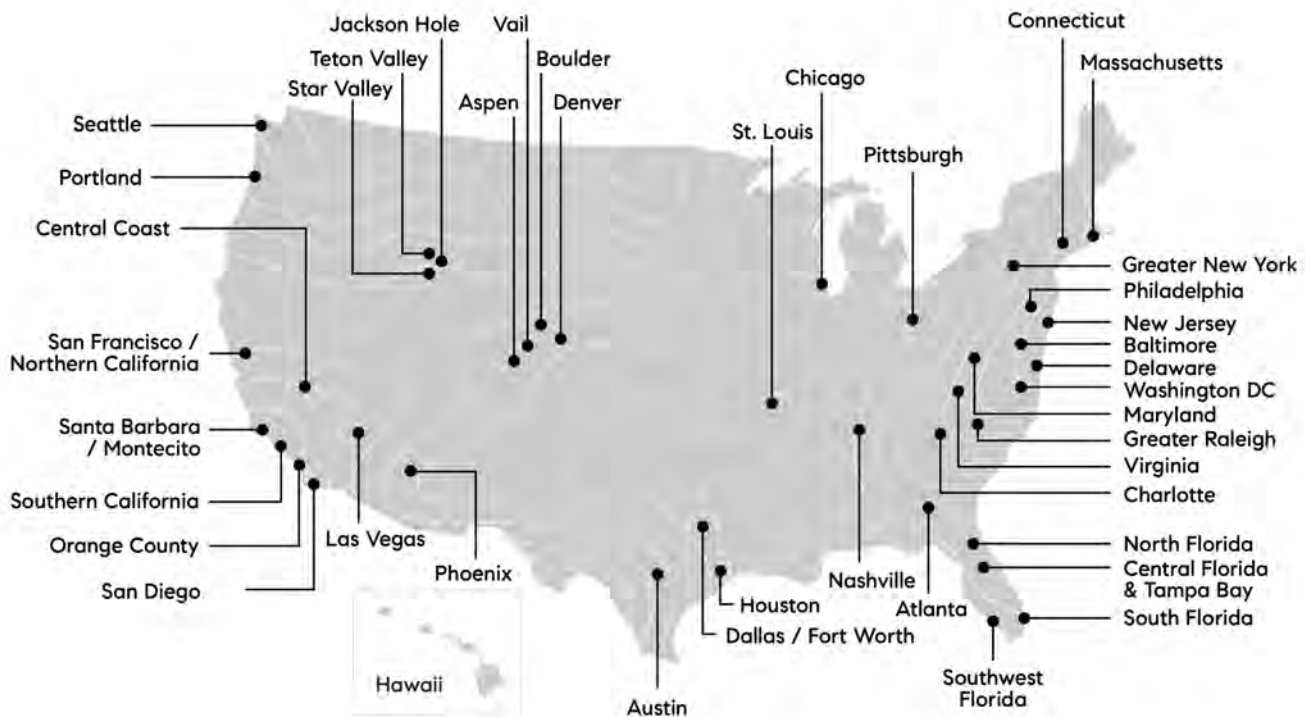 Jackson Hole
Vail
Connecticut
Teton Valley
Boulder
Massachusetts
Star Valley
Aspen
Denver
Chicago
St. Louis
Pittsburgh
Seattle
Portland
Central Coast
San Francisco /
Northern California
Santa Barbara
/ Montecito
Southern California
Orange County
San Diego
Las Vegas
Phoenix
Hawaii
Austin
Dallas / Fort Worth
Houston
Nashville
Atlanta
Greater New York
Philadelphia
New Jersey
Baltimore
Delaware
Washington DC
Maryland
Greater Raleigh
Virginia
Charlotte
North Florida
Central Florida
& Tampa Bay
South Florida
Southwest
Florida